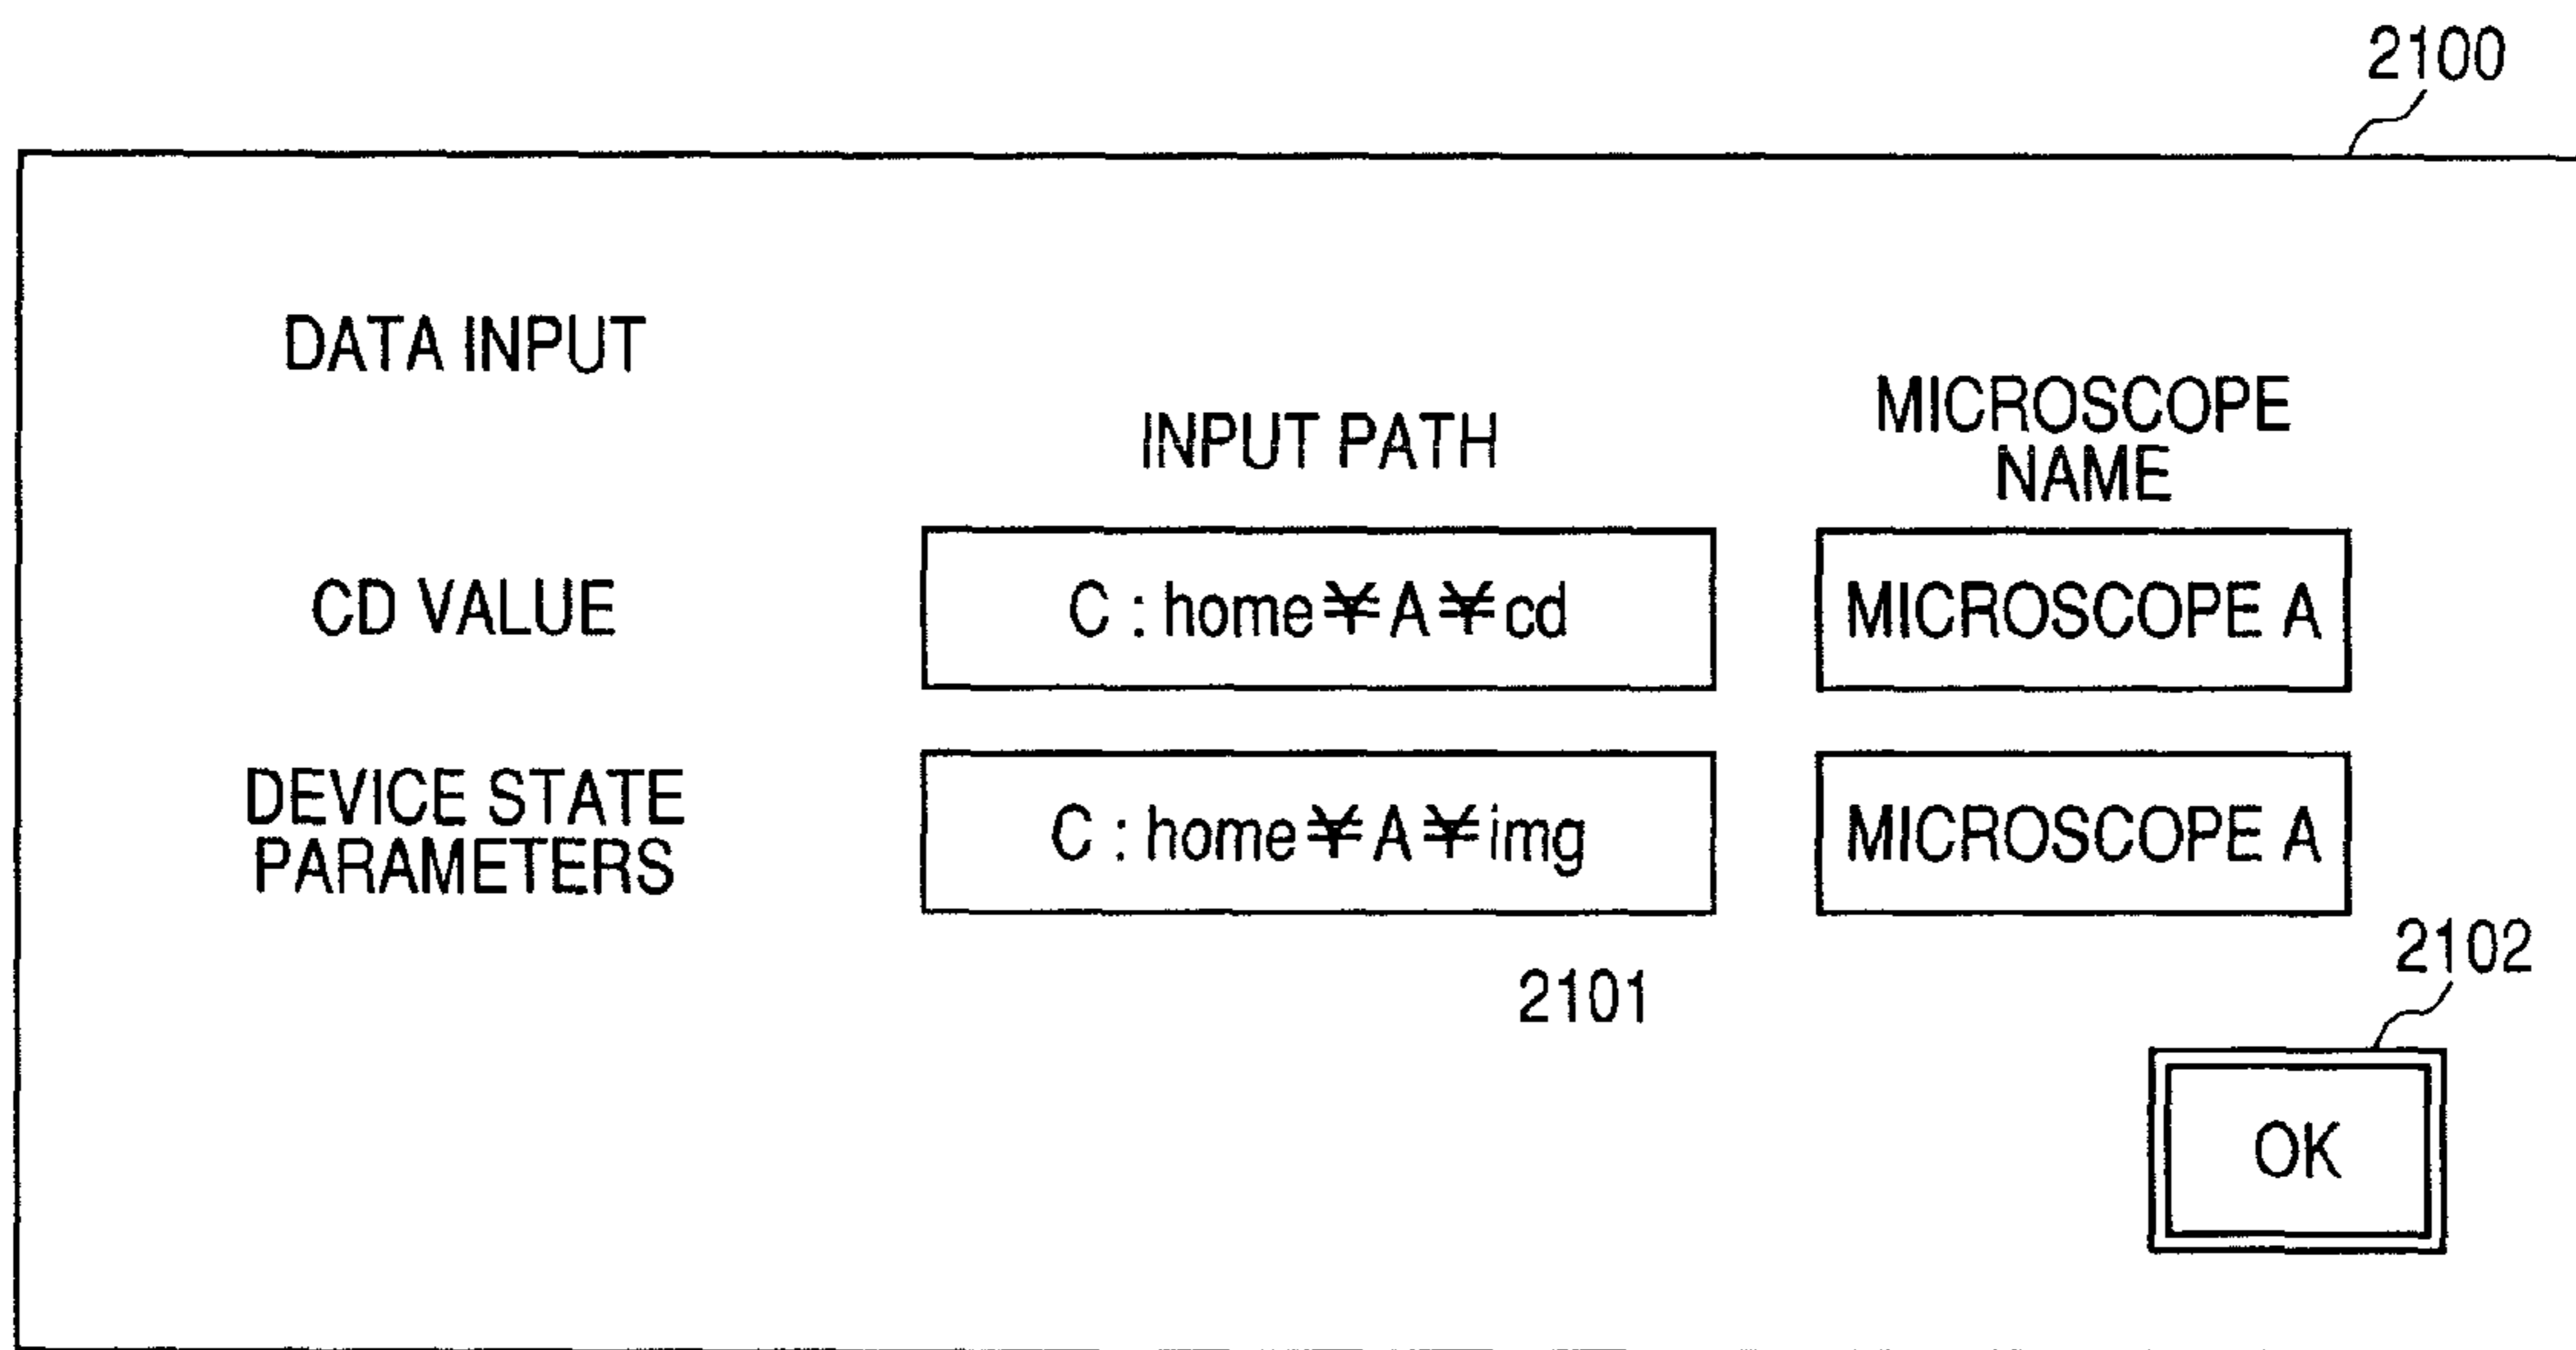 2100
DATA INPUT
INPUT PATH
MICROSCOPE
NAME
CD VALUE
C : home¥A¥cd
MICROSCOPE A
DEVICE STATE
PARAMETERS
C : home¥A¥img
MICROSCOPE A
2101
2102
OK